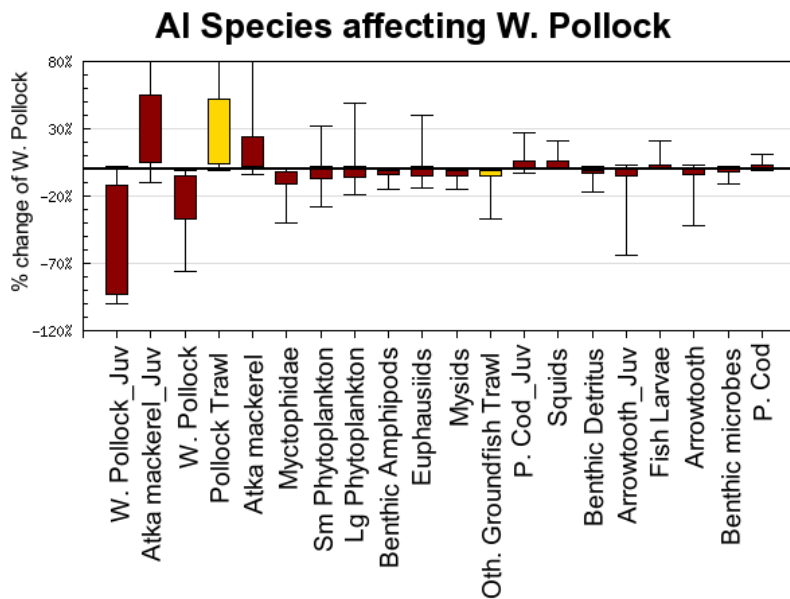 AI Species affecting W. Pollock
% change of W. Pollock
80%
30%
-20%
-70%
-120%
W. Pollock_Juv
Atka mackerel_Juv
W. Pollock
Pollock Trawl
Atka mackerel
Myctophidae
Sm Phytoplankton
Lg Phytoplankton
Benthic Amphipods
Euphausiids
Mysids
Oth. Groundfish Trawl
P. Cod_Juv
Squids
Benthic Detritus
Arrowtooth_Juv
Fish Larvae
Arrowtooth
Benthic microbes
P. Cod